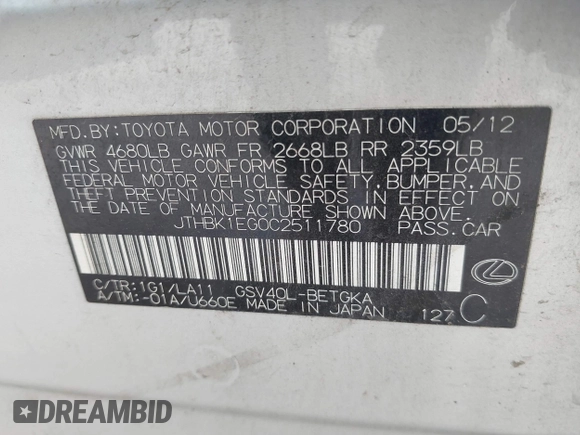 MFD.BY:TOYOTA MOTOR CORPORATION 05/12
GVWR 4680LB GAWR FR 2668LB RR 2359LB
THIS VEHICLE CONFORMS TO ALL APPLICABLE
FEDERAL MOTOR VEHICLE SAFETY,BUMPER,AND
THEFT PREVENTION STANDARDS IN EFFECT ON
THE DATE OF MANUFACTURE SHOWN ABOVE.
JTHBK1EG0C2511780 PASS.CAR
C/TR:1G1/LA11 GSV40L-BETGKA
A/TM:-01A/U660E MADE IN JAPAN 127 C
DREAMBID